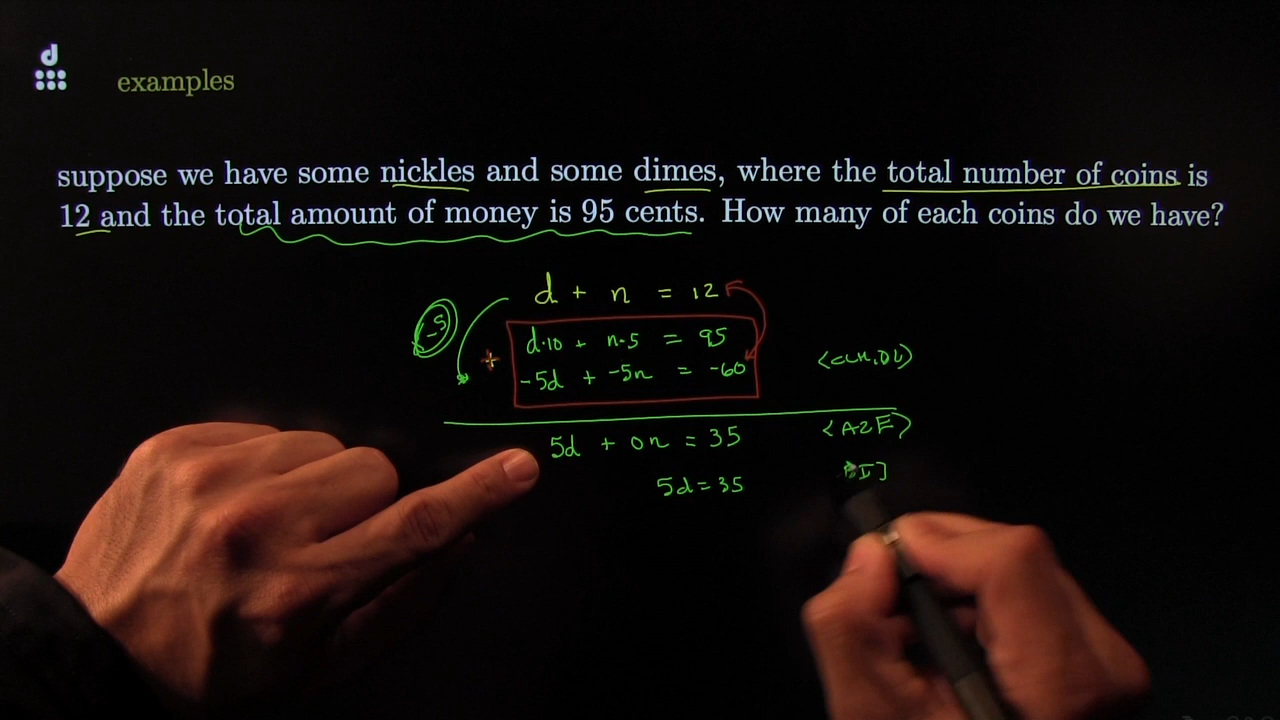 d
examples
suppose we have some nickles and some dimes, where the total number of coins is
12 and the total amount of money is 95 cents. How many of each coins do we have?
d + n = 12
-5
d·10 + n·5 = 95
+
-5d + -5n = -60
5d + 0n = 35 <A2E>
5d = 35